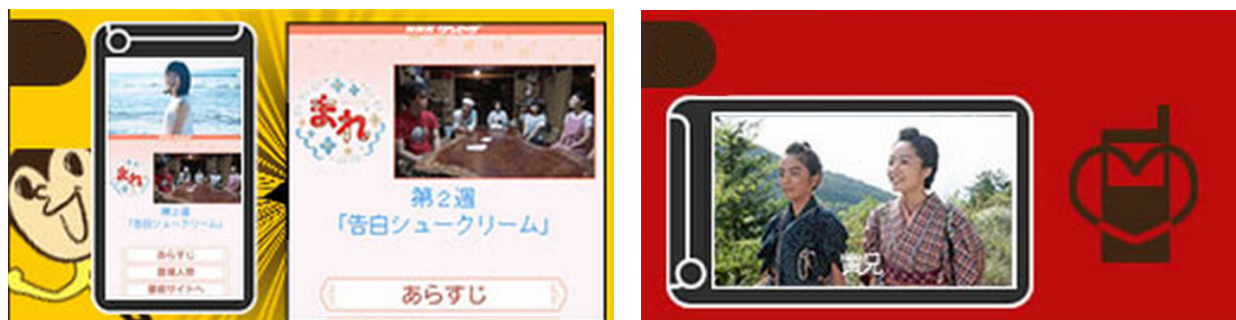 まれ
第2週
「告白シュークリーム」
あらすじ
登場人物
番組サイトへ
まれ
第2週
「告白シュークリーム」
あらすじ